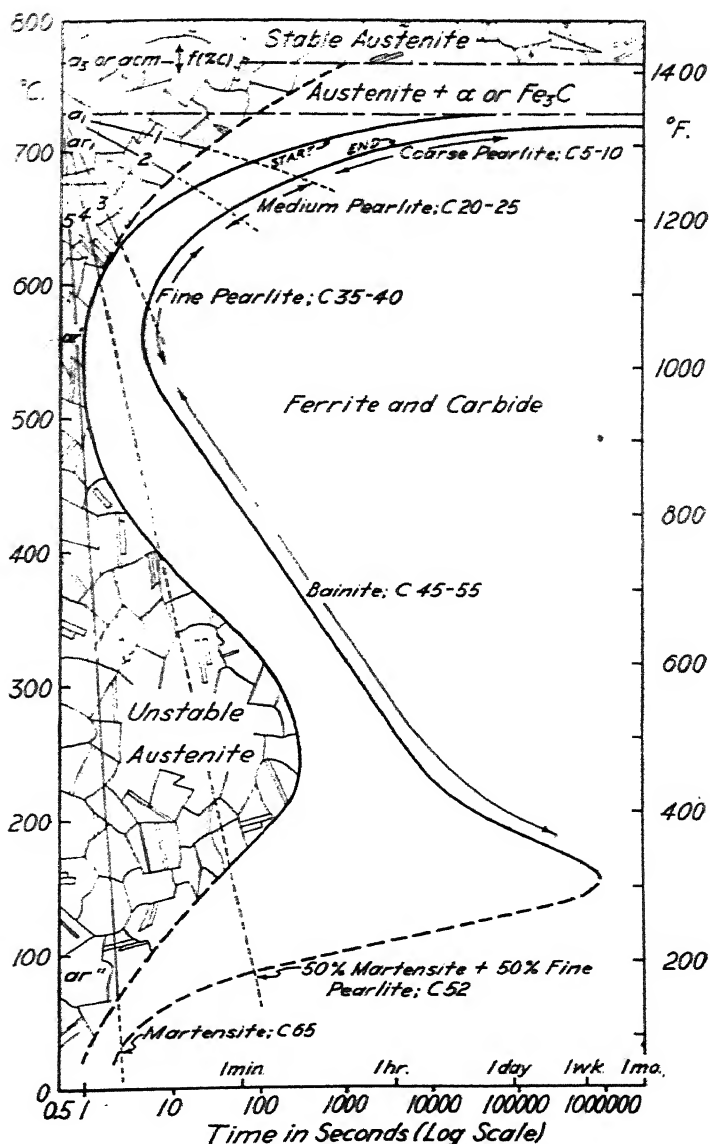 800
Stable Austenite
a3 or acm f(%C)
1400
°C.
Austenite + α or Fe3C
°F.
a1
700
ar1
1
2
START?
END
Coarse Pearlite; C5-10
Medium Pearlite; C20-25
1200
5 4 3
600
Fine Pearlite; C35-40
ar'
1000
500
Ferrite and Carbide
800
400
Bainite; C 45-55
600
300
Unstable
Austenite
400
200
100
ar"
200
50% Martensite + 50% Fine
Pearlite; C52
Martensite; C65
1min. 1hr. 1day 1wk. 1mo.
0
0.5 1 10 100 1000 10000 100000 1000000
Time in Seconds (Log Scale)